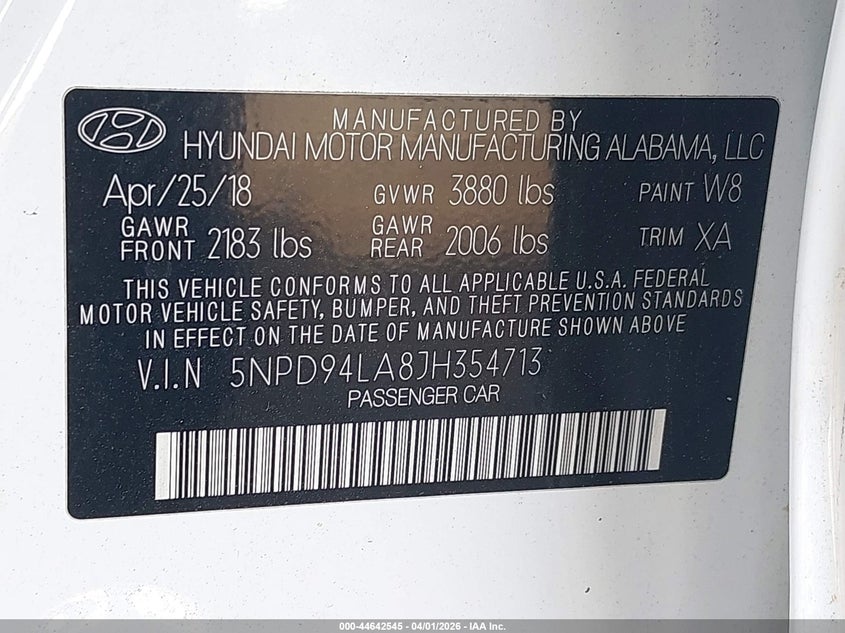 MANUFACTURED BY
HYUNDAI MOTOR MANUFACTURING ALABAMA, LLC
Apr/25/18 GVWR 3880 lbs PAINT W8
GAWR FRONT 2183 lbs GAWR REAR 2006 lbs TRIM XA
THIS VEHICLE CONFORMS TO ALL APPLICABLE U.S.A. FEDERAL
MOTOR VEHICLE SAFETY, BUMPER, AND THEFT PREVENTION STANDARDS
IN EFFECT ON THE DATE OF MANUFACTURE SHOWN ABOVE
V.I.N 5NPD94LA8JH354713
PASSENGER CAR
000-44642545 - 04/01/2026 - IAA Inc.